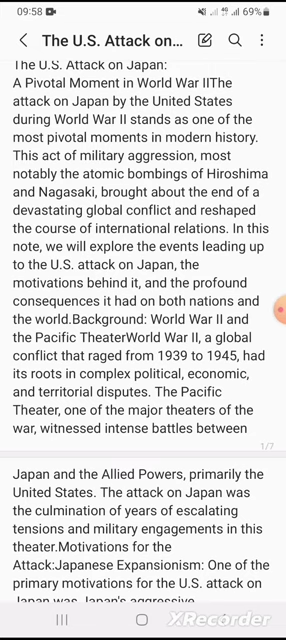 09:58
69%
The U.S. Attack on...
The U.S. Attack on Japan:
A Pivotal Moment in World War IIThe
attack on Japan by the United States
during World War II stands as one of the
most pivotal moments in modern history.
This act of military aggression, most
notably the atomic bombings of Hiroshima
and Nagasaki, brought about the end of a
devastating global conflict and reshaped
the course of international relations. In this
note, we will explore the events leading up
to the U.S. attack on Japan, the
motivations behind it, and the profound
consequences it had on both nations and
the world.Background: World War II and
the Pacific TheaterWorld War II, a global
conflict that raged from 1939 to 1945, had
its roots in complex political, economic,
and territorial disputes. The Pacific
Theater, one of the major theaters of the
war, witnessed intense battles between
1/7
Japan and the Allied Powers, primarily the
United States. The attack on Japan was
the culmination of years of escalating
tensions and military engagements in this
theater.Motivations for the
Attack:Japanese Expansionism: One of the
primary motivations for the U.S. attack on
Japan was Japan's aggressive
XRecorder